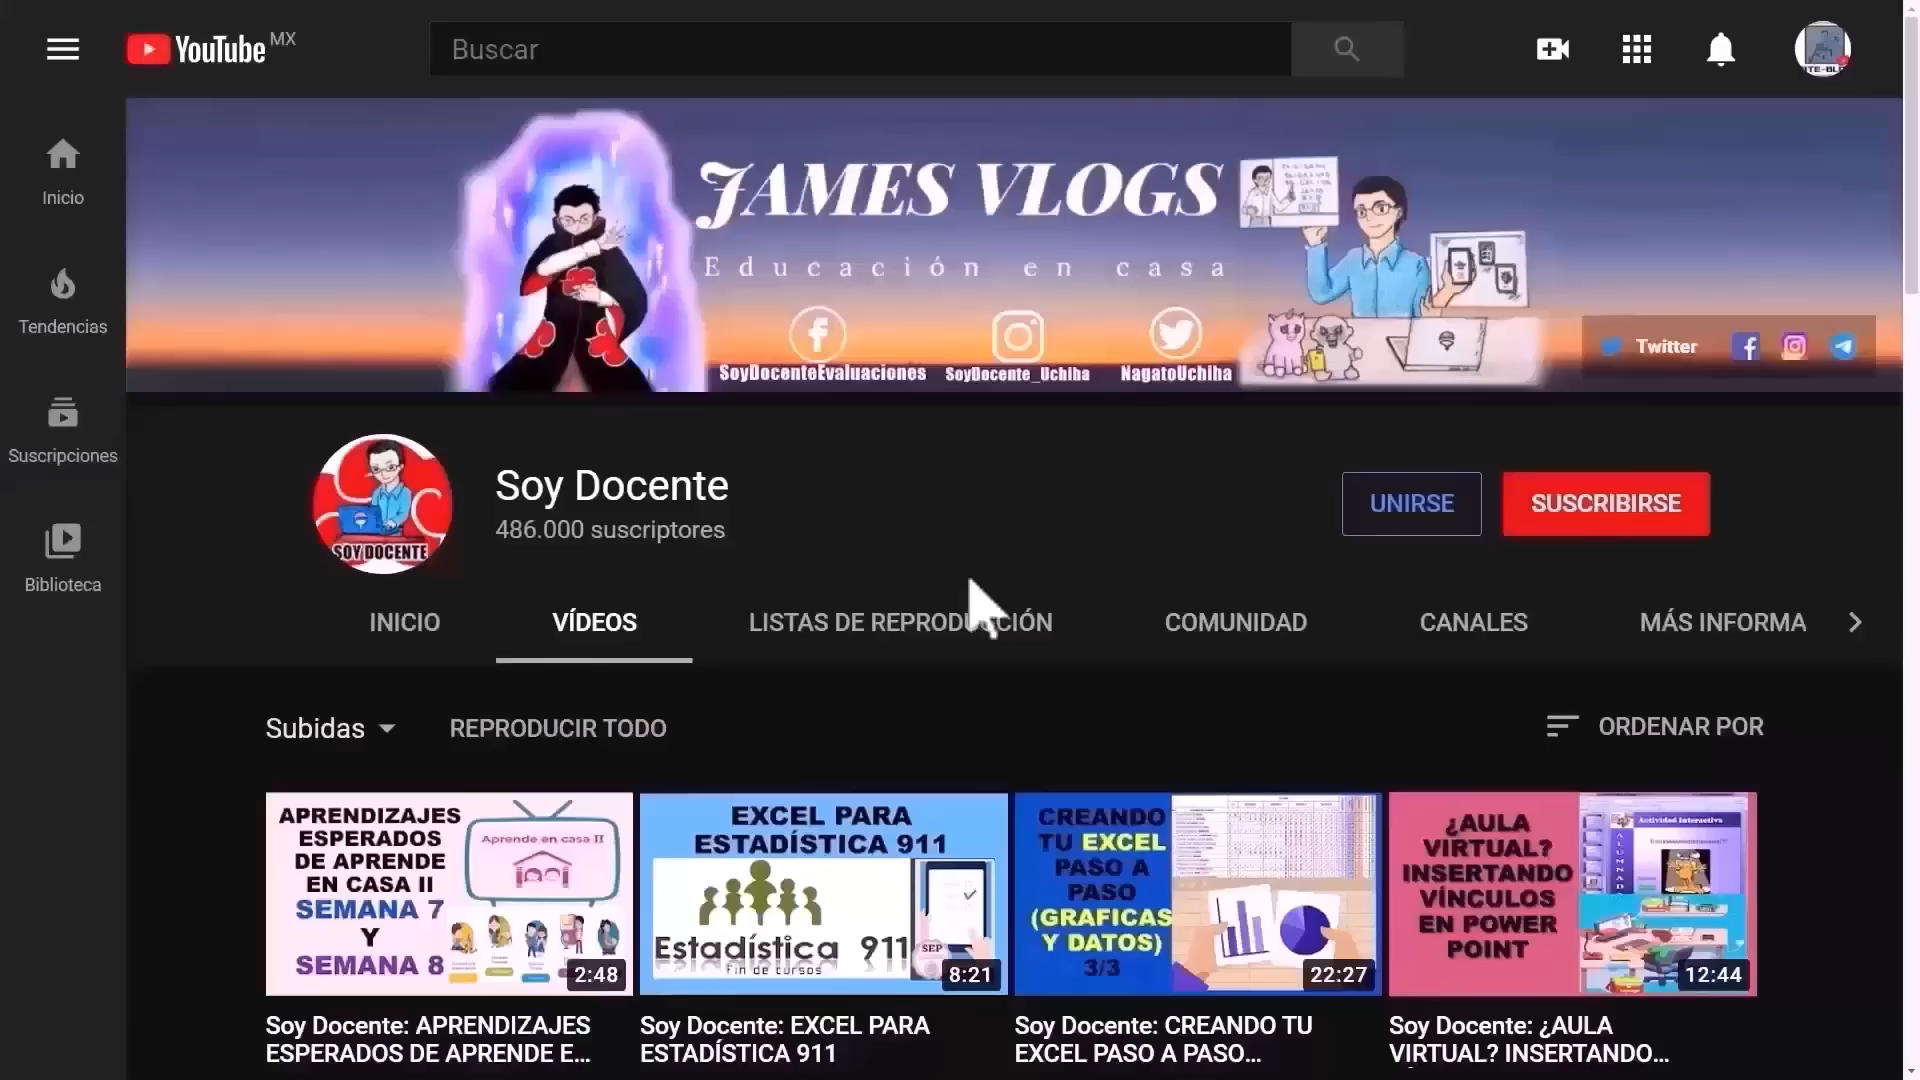 YouTube MX
Buscar
Inicio
Tendencias
Suscripciones
Biblioteca
JAMES VLOGS
Educación en casa
SoyDocenteEvaluaciones
SoyDocente_Uchiha
NagatoUchiha
Twitter
SOY DOCENTE
Soy Docente
486.000 suscriptores
UNIRSE
SUSCRIBIRSE
INICIO
VÍDEOS
LISTAS DE REPRODUCCIÓN
COMUNIDAD
CANALES
MÁS INFORMA
Subidas
REPRODUCIR TODO
ORDENAR POR
APRENDIZAJES
ESPERADOS
DE APRENDE
EN CASA II
SEMANA 7
Y
SEMANA 8
Aprende en casa II
2:48
EXCEL PARA
ESTADÍSTICA 911
Estadística 911
Fin de cursos
SEP
8:21
CREANDO
TU EXCEL
PASO A
PASO
(GRAFICAS
Y DATOS)
3/3
22:27
¿AULA
VIRTUAL?
INSERTANDO
VÍNCULOS
EN POWER
POINT
Actividad Interactiva
ALUMNAD
12:44
Soy Docente: APRENDIZAJES
ESPERADOS DE APRENDE E...
Soy Docente: EXCEL PARA
ESTADÍSTICA 911
Soy Docente: CREANDO TU
EXCEL PASO A PASO...
Soy Docente: ¿AULA
VIRTUAL? INSERTANDO...